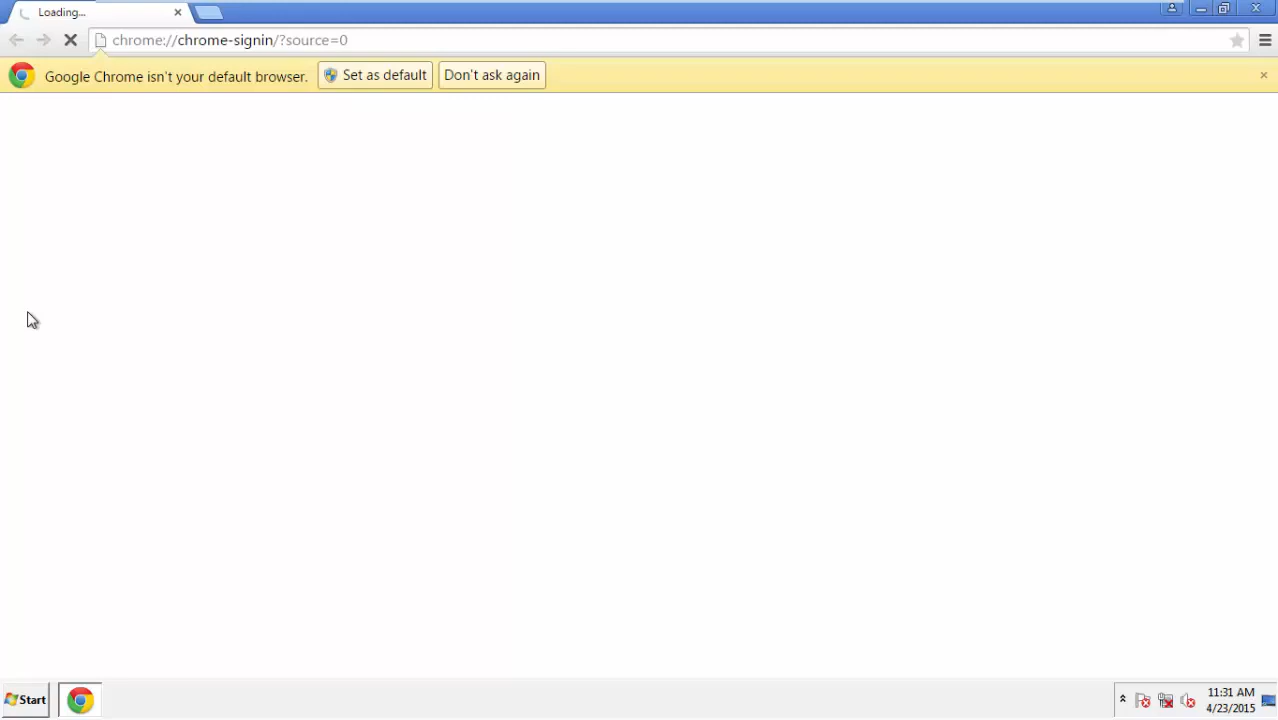 Loading...
chrome://chrome-signin/?source=0
Google Chrome isn't your default browser. Set as default Don't ask again
Start
11:31 AM
4/23/2015